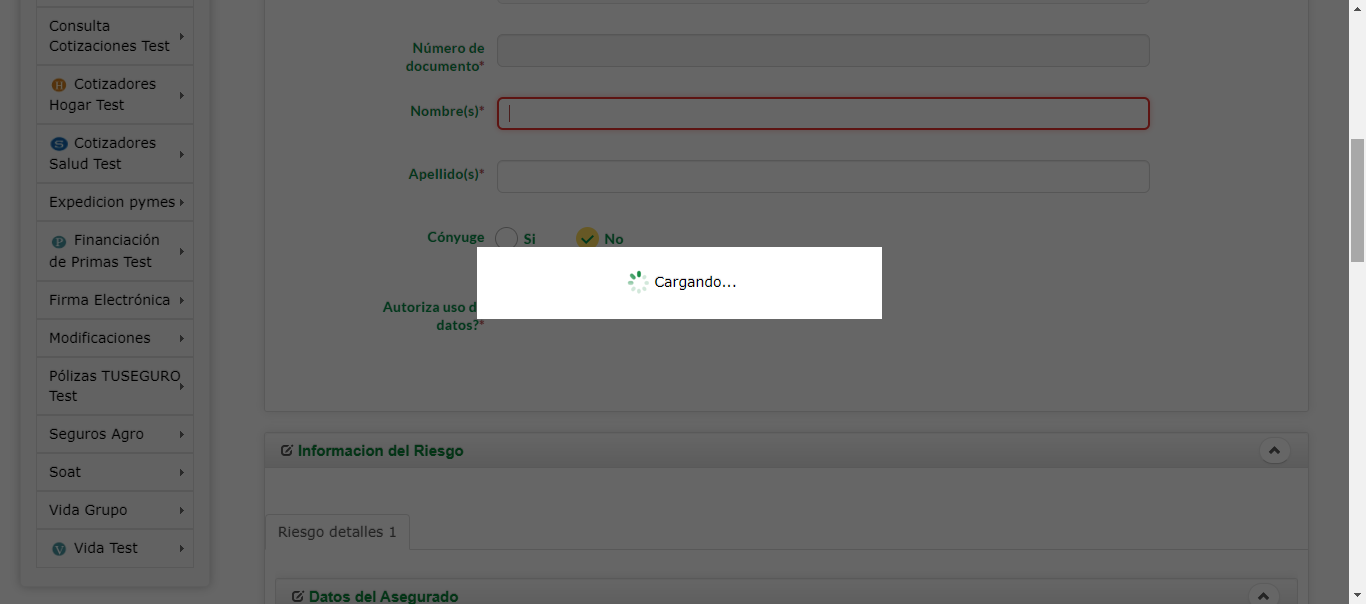 Consulta
Cotizaciones Test
H Cotizadores
Hogar Test
S Cotizadores
Salud Test
Expedicion pymes
P Financiación
de Primas Test
Firma Electrónica
Modificaciones
Pólizas TUSEGURO
Test
Seguros Agro
Soat
Vida Grupo
V Vida Test
Número de
documento*
Nombre(s)*
Apellido(s)*
Cónyuge Si No
Cargando...
Autoriza uso d
datos?*
Informacion del Riesgo
Riesgo detalles 1
Datos del Asegurado